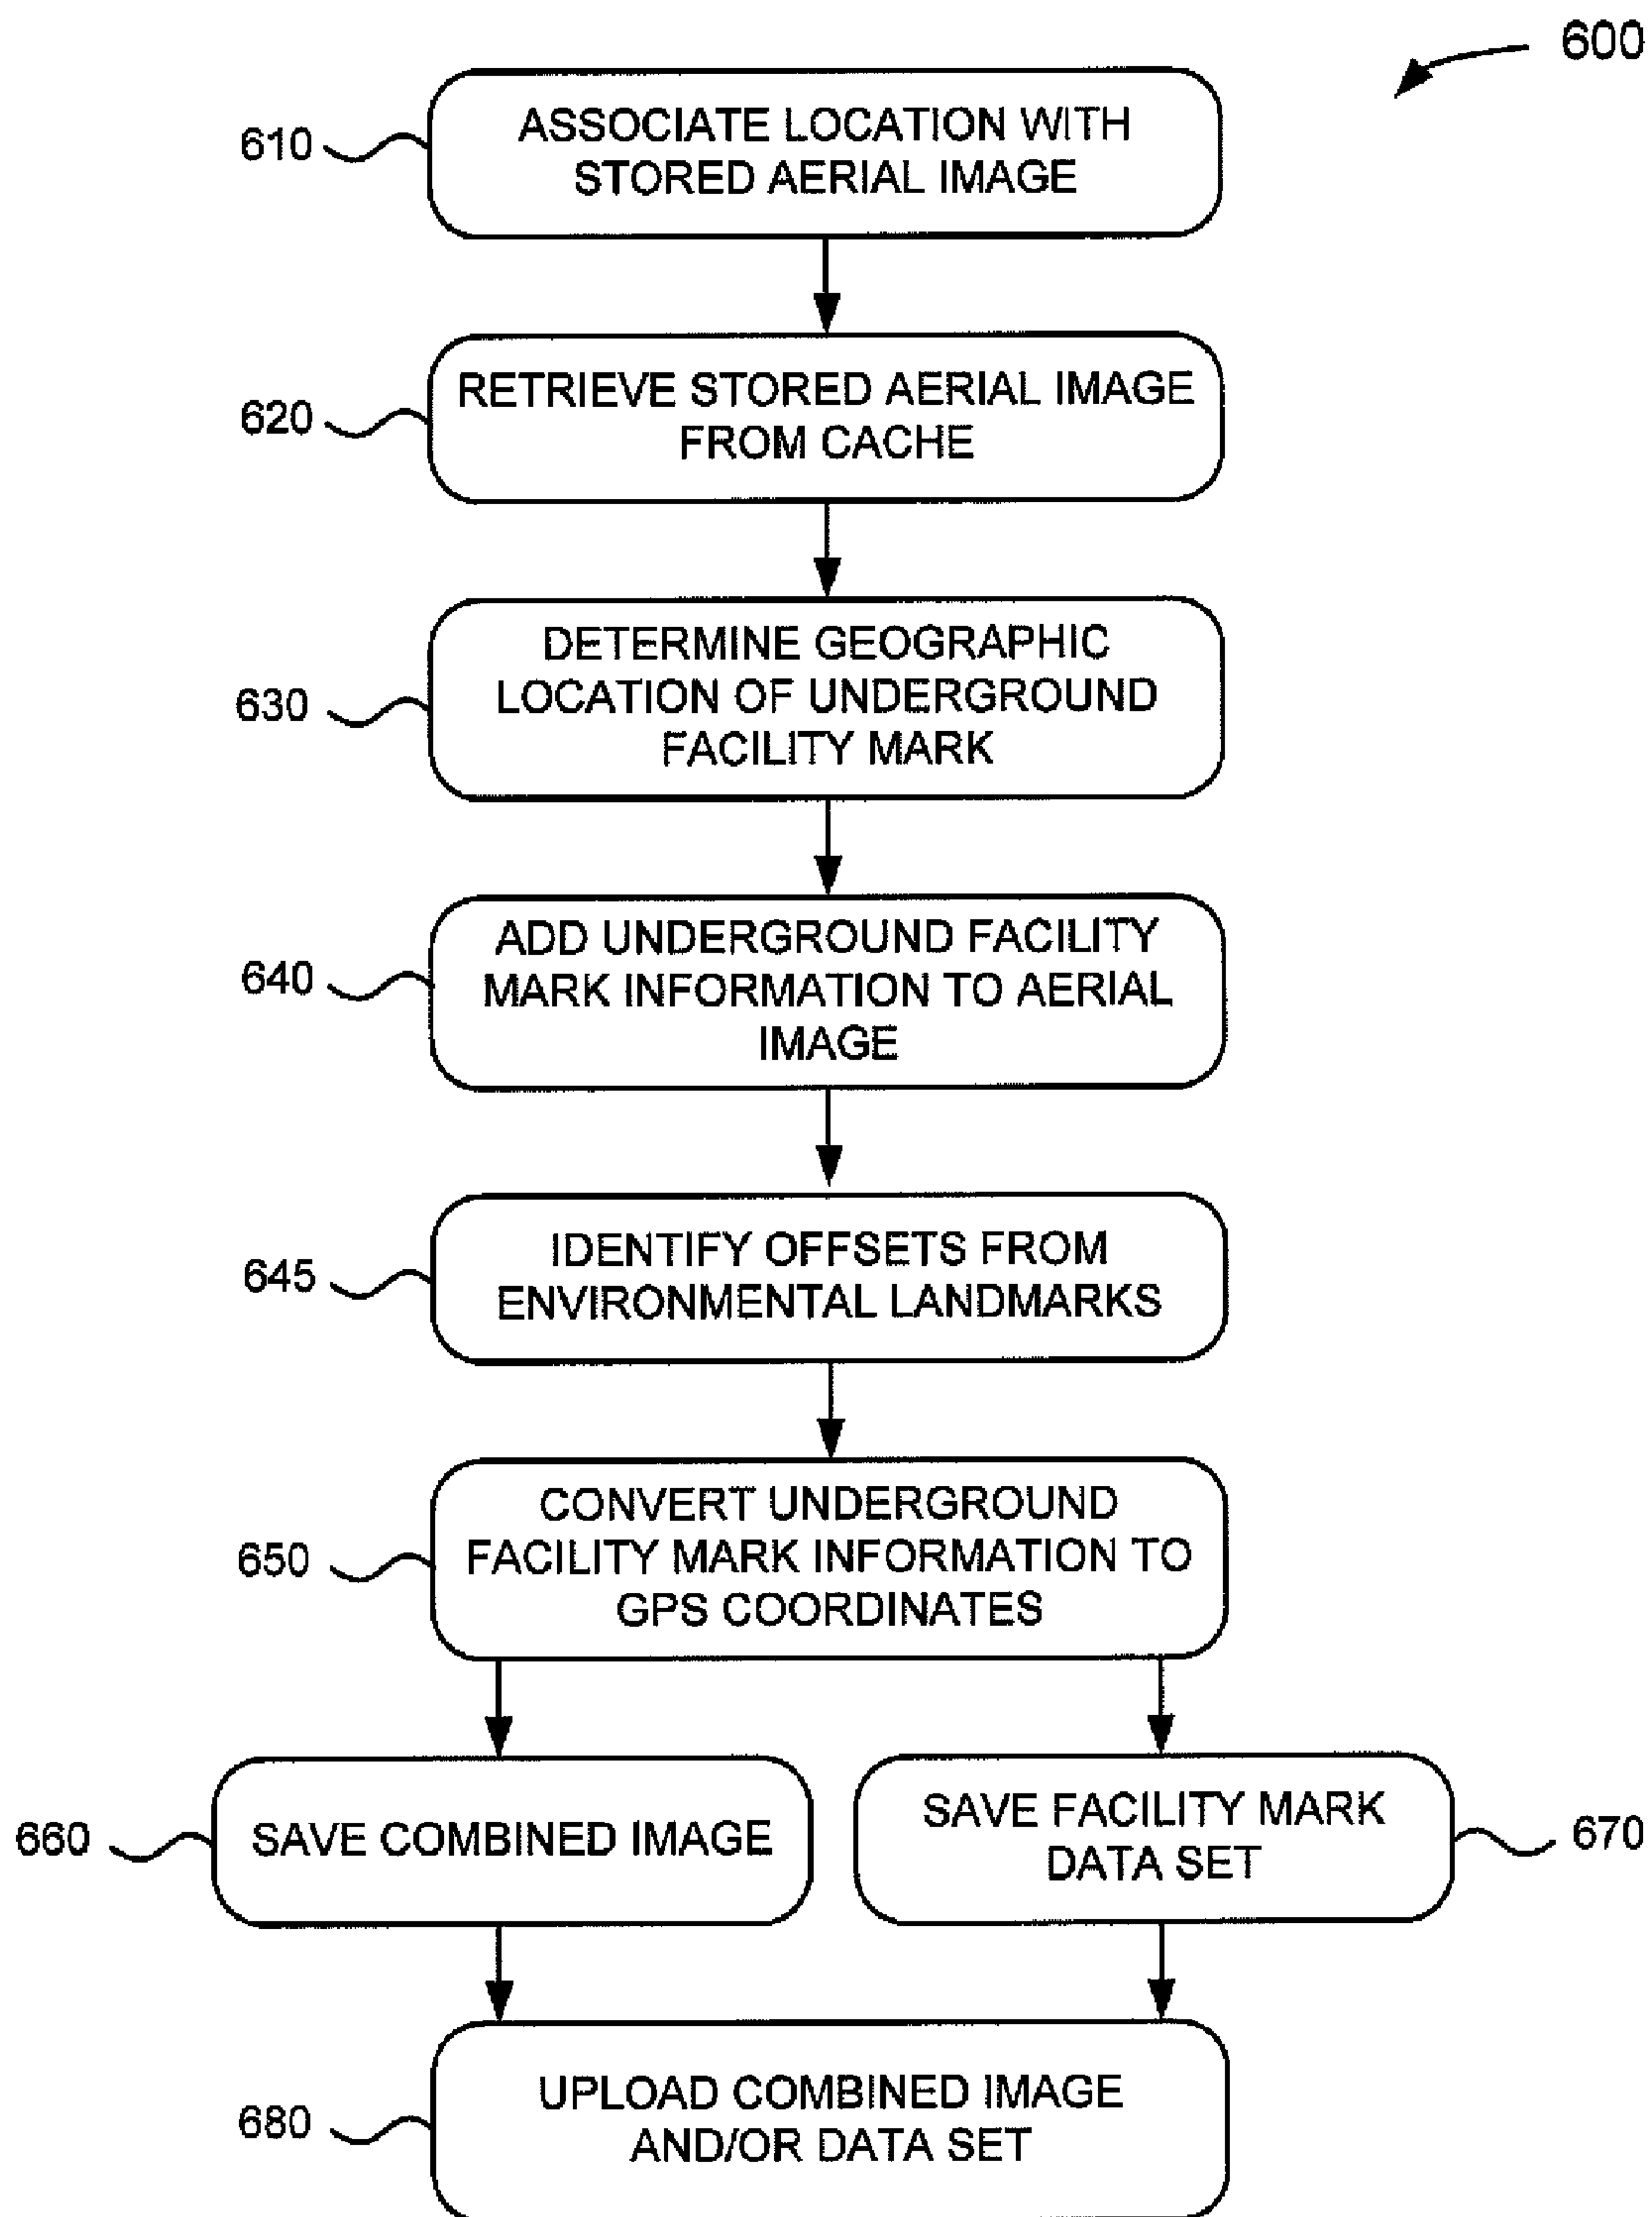 600
610
ASSOCIATE LOCATION WITH
STORED AERIAL IMAGE
620
RETRIEVE STORED AERIAL IMAGE
FROM CACHE
630
DETERMINE GEOGRAPHIC
LOCATION OF UNDERGROUND
FACILITY MARK
640
ADD UNDERGROUND FACILITY
MARK INFORMATION TO AERIAL
IMAGE
645
IDENTIFY OFFSETS FROM
ENVIRONMENTAL LANDMARKS
650
CONVERT UNDERGROUND
FACILITY MARK INFORMATION TO
GPS COORDINATES
660
SAVE COMBINED IMAGE
SAVE FACILITY MARK
DATA SET
670
680
UPLOAD COMBINED IMAGE
AND/OR DATA SET